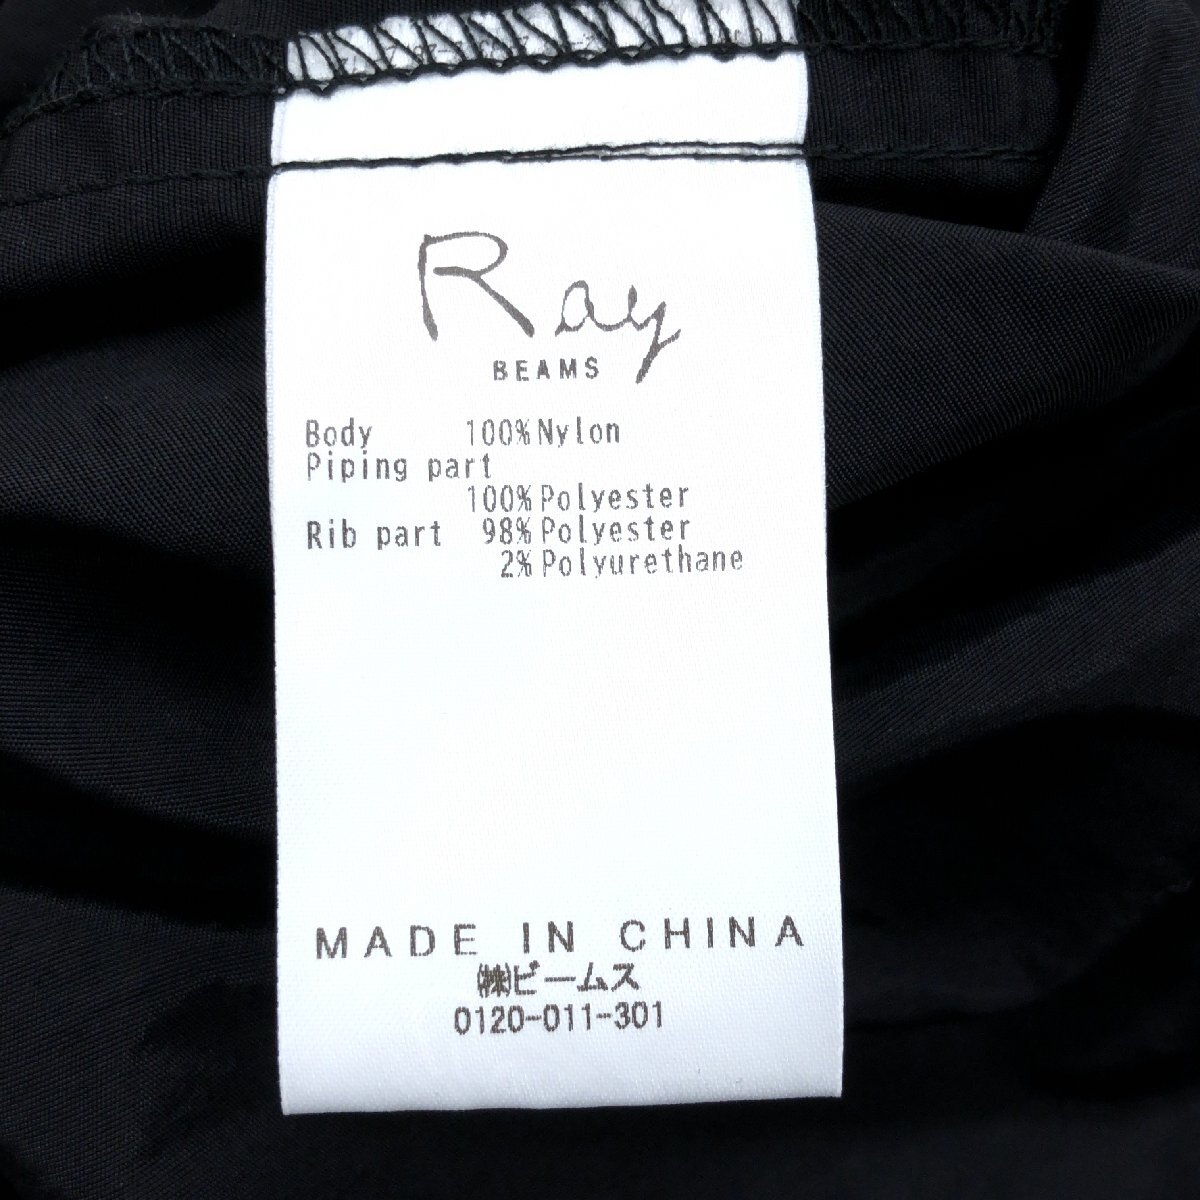 Ray
BEAMS
Body 100%Nylon
Piping part
100%Polyester
Rib part 98%Polyester
2%Polyurethane
MADE IN CHINA
㈱ビームス
0120-011-301